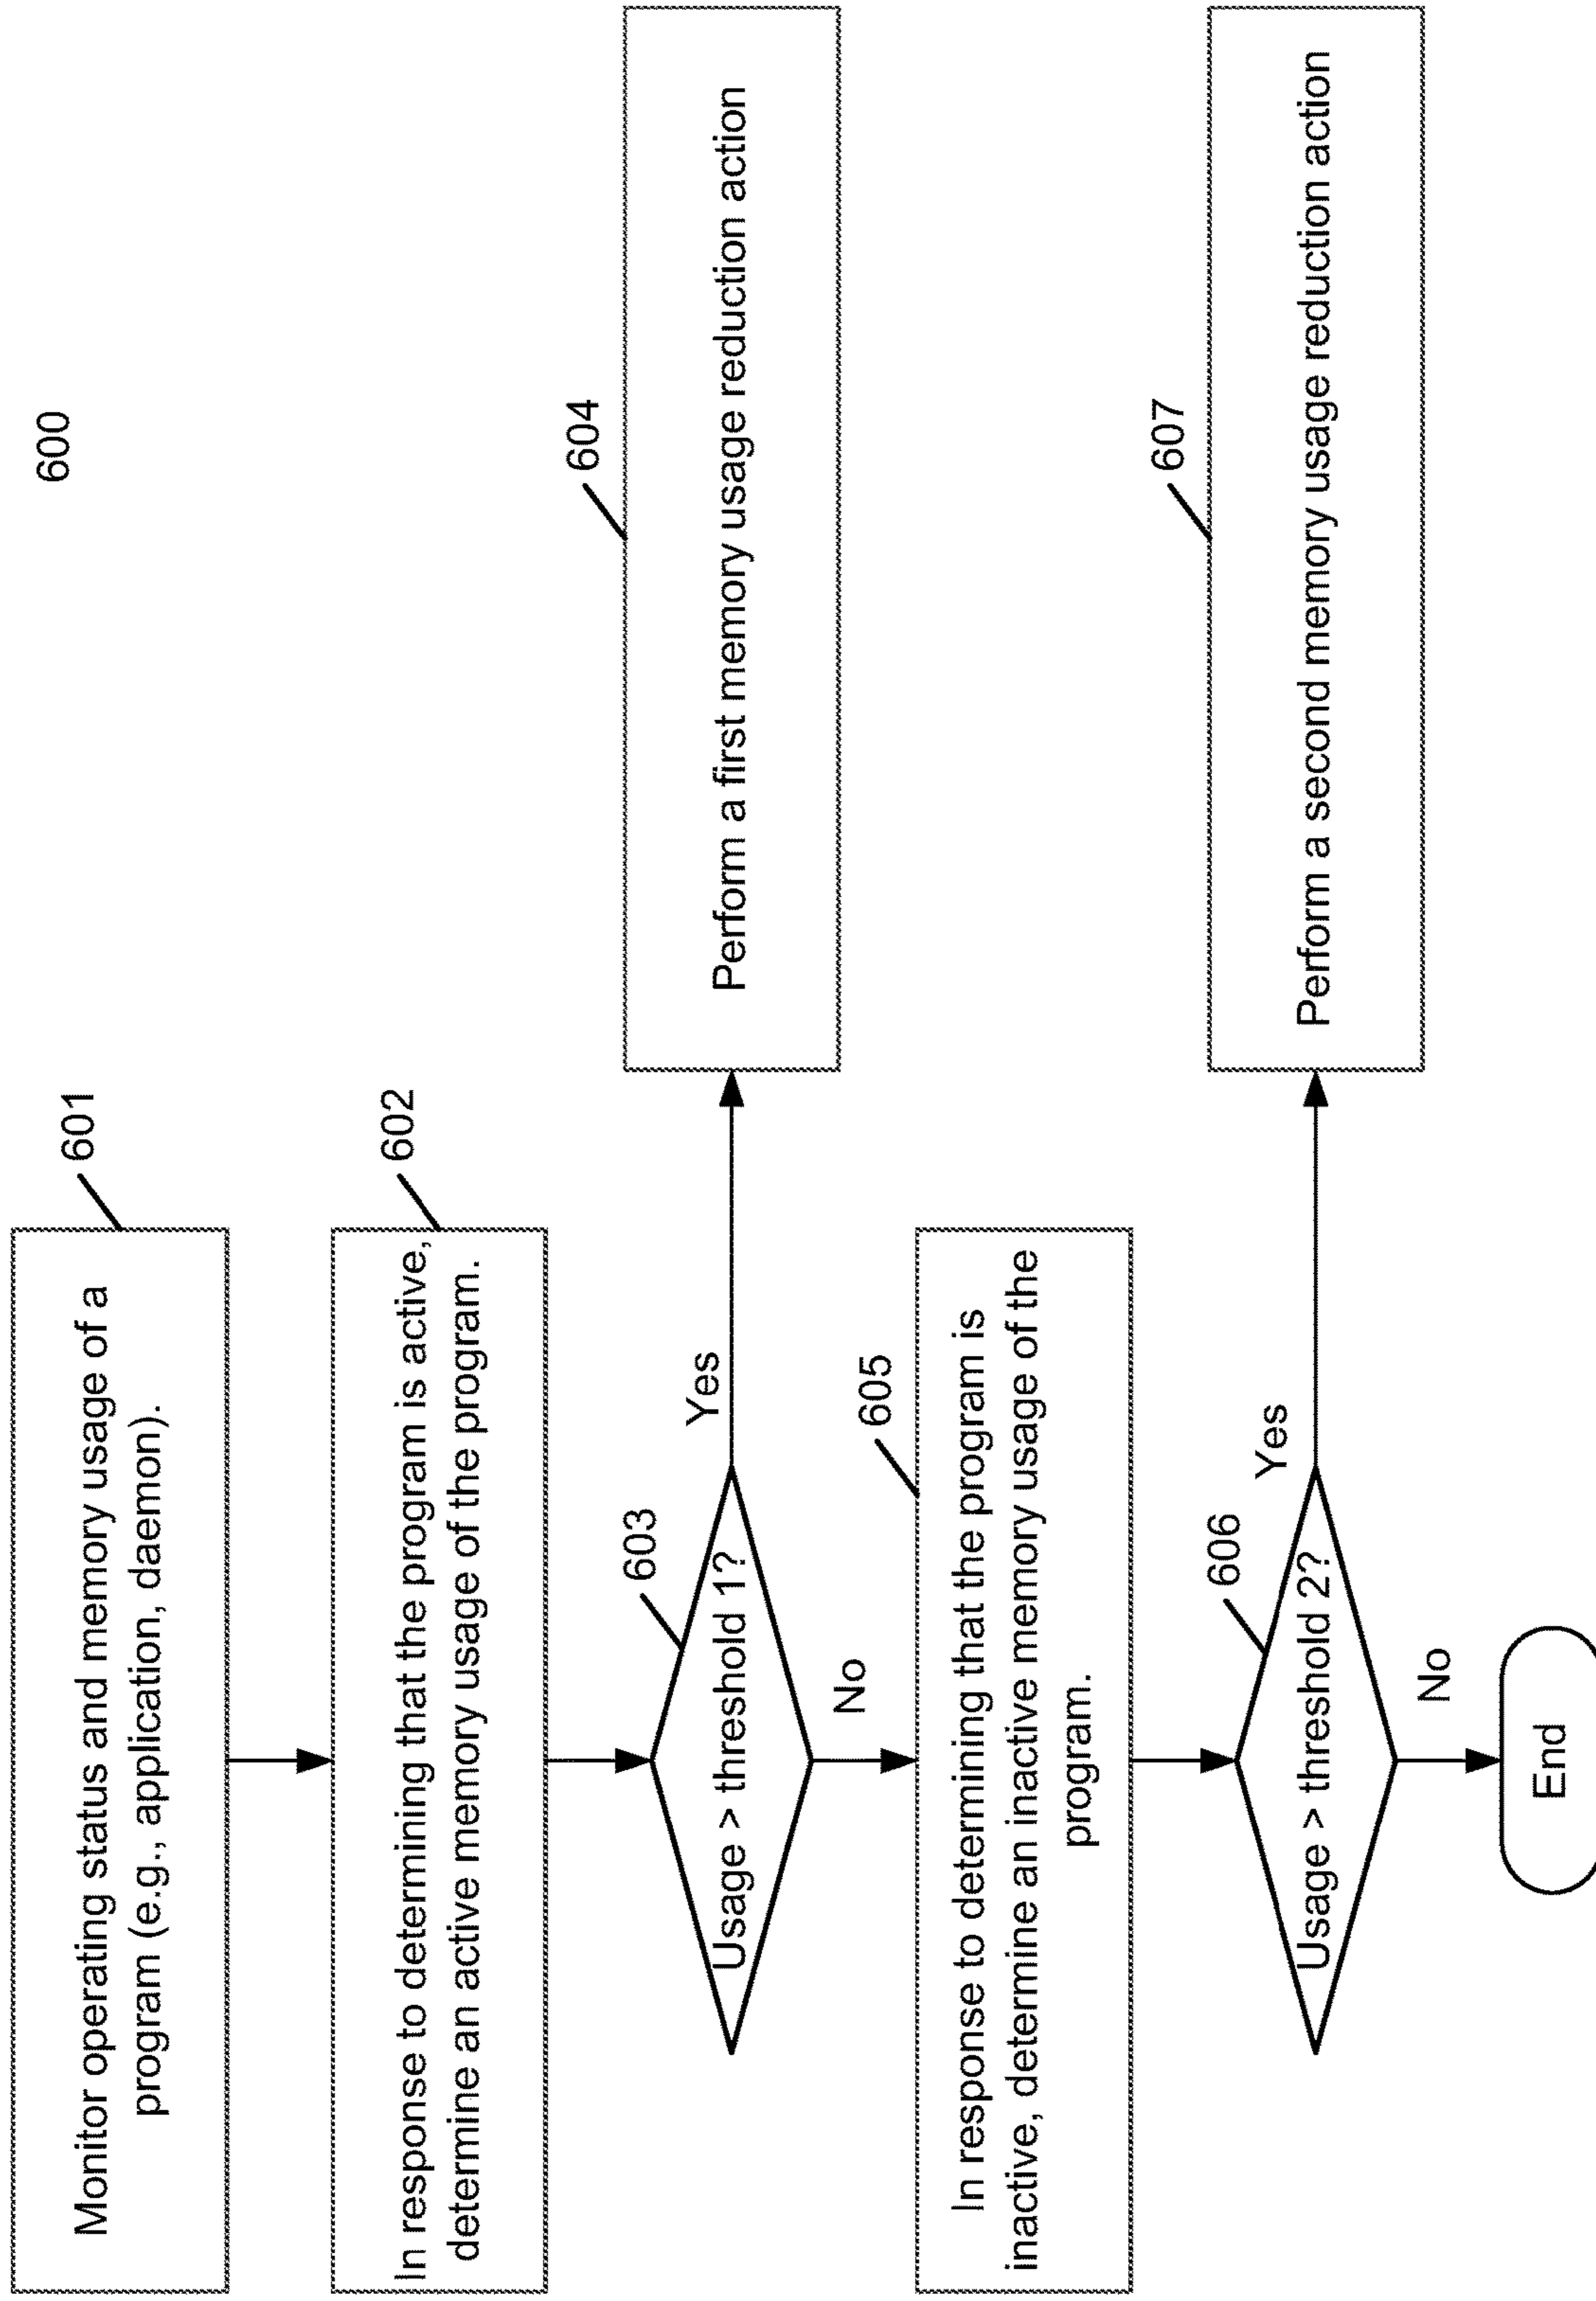 600
Monitor operating status and memory usage of a
program (e.g., application, daemon).
601
In response to determining that the program is active,
determine an active memory usage of the program.
602
603
Usage > threshold 1?
Yes
604
Perform a first memory usage reduction action
No
605
In response to determining that the program is
inactive, determine an inactive memory usage of the
program.
606
Usage > threshold 2?
Yes
607
Perform a second memory usage reduction action
No
End